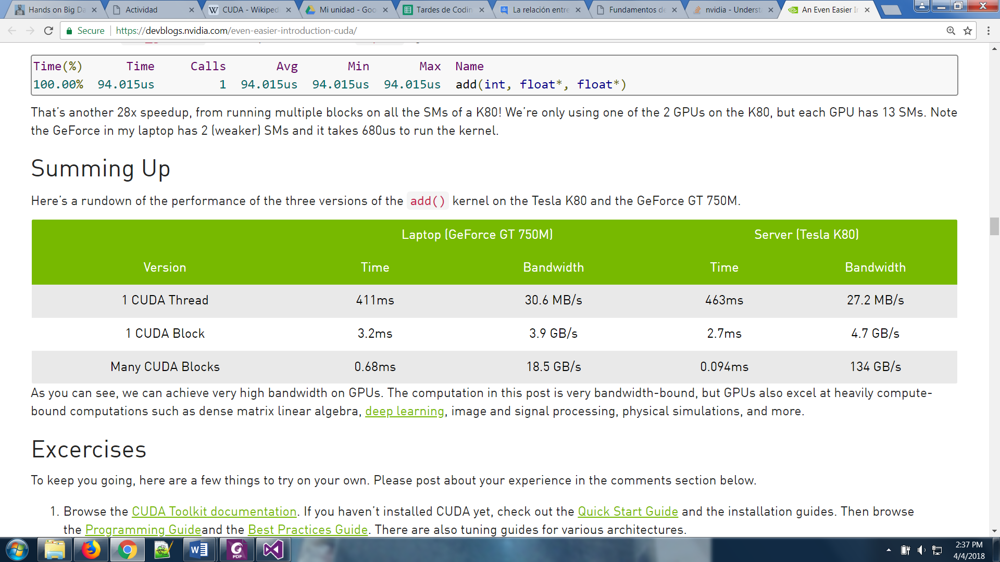 Hands on Big Da
Actividad
CUDA - Wikiped
Mi unidad - Goo
Tardes de Codin
La relación entre
Fundamentos de
nvidia - Underst
An Even Easier In
Secure https://devblogs.nvidia.com/even-easier-introduction-cuda/
Time(%) Time Calls Avg Min Max Name
100.00% 94.015us 1 94.015us 94.015us 94.015us add(int, float*, float*)
That's another 28x speedup, from running multiple blocks on all the SMs of a K80! We're only using one of the 2 GPUs on the K80, but each GPU has 13 SMs. Note
the GeForce in my laptop has 2 (weaker) SMs and it takes 680us to run the kernel.
Summing Up
Here's a rundown of the performance of the three versions of the add() kernel on the Tesla K80 and the GeForce GT 750M.
Laptop (GeForce GT 750M) Server (Tesla K80)
Version Time Bandwidth Time Bandwidth
1 CUDA Thread 411ms 30.6 MB/s 463ms 27.2 MB/s
1 CUDA Block 3.2ms 3.9 GB/s 2.7ms 4.7 GB/s
Many CUDA Blocks 0.68ms 18.5 GB/s 0.094ms 134 GB/s
As you can see, we can achieve very high bandwidth on GPUs. The computation in this post is very bandwidth-bound, but GPUs also excel at heavily compute-
bound computations such as dense matrix linear algebra, deep learning, image and signal processing, physical simulations, and more.
Excercises
To keep you going, here are a few things to try on your own. Please post about your experience in the comments section below.
1. Browse the CUDA Toolkit documentation. If you haven't installed CUDA yet, check out the Quick Start Guide and the installation guides. Then browse
the Programming Guideand the Best Practices Guide. There are also tuning guides for various architectures.
PDF
2:37 PM
4/4/2018